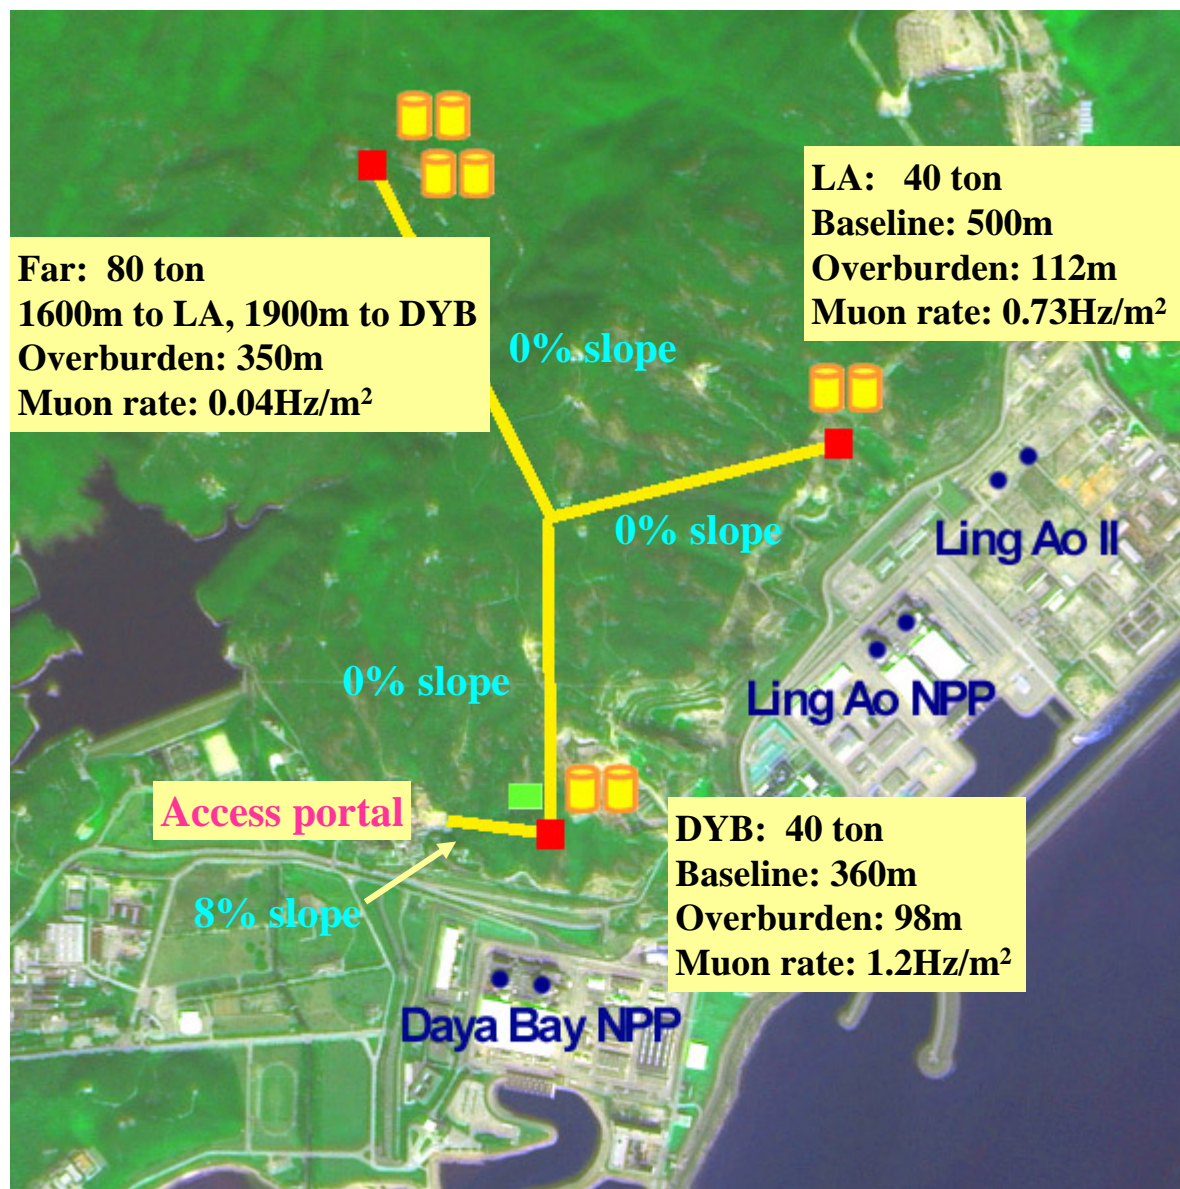 LA: 40 ton
Baseline: 500m
Overburden: 112m
Muon rate: 0.73Hz/m²
Far: 80 ton
1600m to LA, 1900m to DYB
Overburden: 350m
Muon rate: 0.04Hz/m²
0% slope
0% slope
Ling Ao II
0% slope
Ling Ao NPP
Access portal
8% slope
DYB: 40 ton
Baseline: 360m
Overburden: 98m
Muon rate: 1.2Hz/m²
Daya Bay NPP